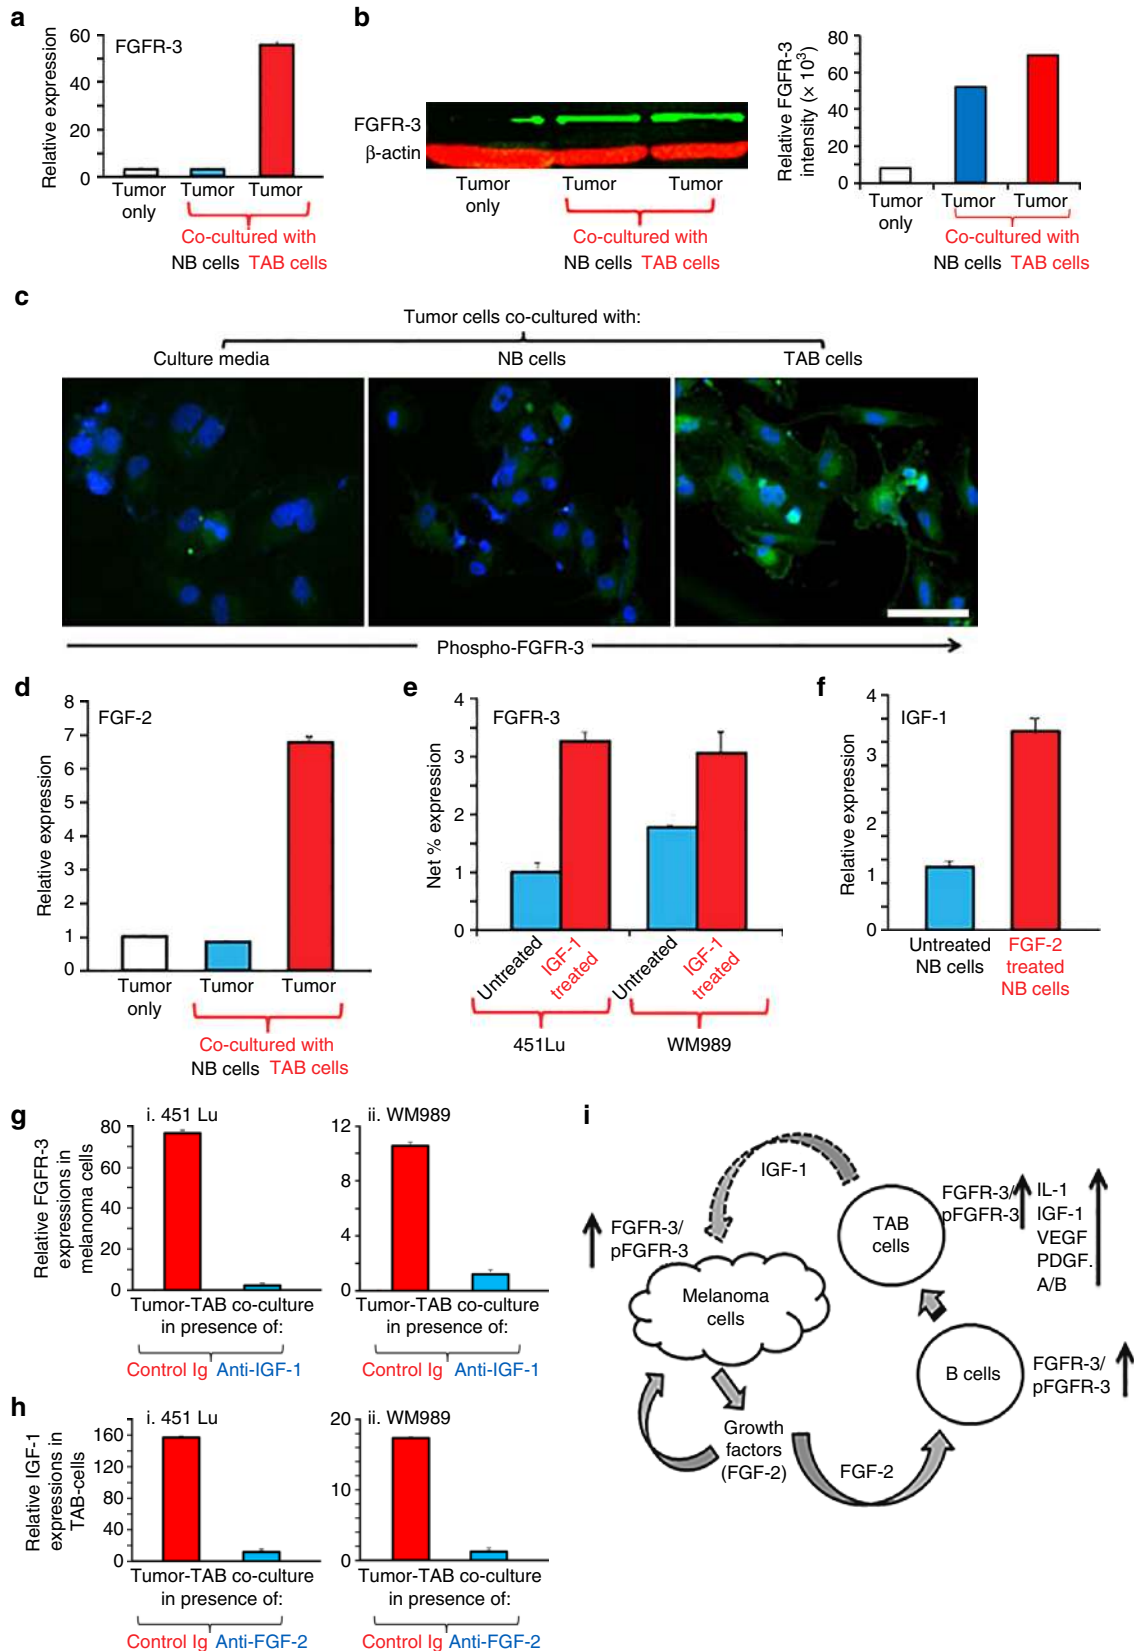 a
FGFR-3
Relative expression
60
40
20
0
Tumor only
Tumor
Tumor
Co-cultured with
NB cells TAB cells
b
FGFR-3
β-actin
Tumor only
Tumor
Tumor
Co-cultured with
NB cells TAB cells
Relative FGFR-3
intensity (× 10³)
80
60
40
20
0
Tumor only
Tumor
Tumor
Co-cultured with
NB cells TAB cells
c
Tumor cells co-cultured with:
Culture media
NB cells
TAB cells
Phospho-FGFR-3
d
FGF-2
Relative expression
8
7
6
5
4
3
2
1
0
Tumor only
Tumor
Tumor
Co-cultured with
NB cells TAB cells
e
FGFR-3
Net % expression
4
3
2
1
0
Untreated
IGF-1
treated
Untreated
IGF-1
treated
451Lu
WM989
f
IGF-1
Relative expression
4
3
2
1
0
Untreated
NB cells
FGF-2
treated
NB cells
g
i. 451 Lu
Relative FGFR-3
expressions in
melanoma cells
80
60
40
20
0
Tumor-TAB co-culture
in presence of:
Control Ig Anti-IGF-1
ii. WM989
12
8
4
0
Tumor-TAB co-culture
in presence of:
Control Ig Anti-IGF-1
h
i. 451 Lu
Relative IGF-1
expressions in
TAB-cells
160
120
80
40
0
Tumor-TAB co-culture
in presence of:
Control Ig Anti-FGF-2
ii. WM989
20
10
0
Tumor-TAB co-culture
in presence of:
Control Ig Anti-FGF-2
i
IGF-1
FGFR-3/
pFGFR-3
Melanoma
cells
TAB
cells
FGFR-3/
pFGFR-3
IL-1
IGF-1
VEGF
PDGF.
A/B
B cells
FGFR-3/
pFGFR-3
Growth
factors
(FGF-2)
FGF-2